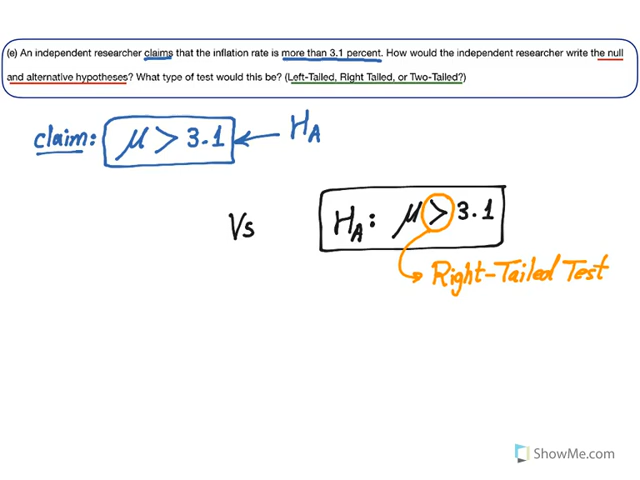 (e) An independent researcher claims that the inflation rate is more than 3.1 percent. How would the independent researcher write the null
and alternative hypotheses? What type of test would this be? (Left-Tailed, Right Tailed, or Two-Tailed?)
claim: μ > 3.1 ← HA
Vs HA: μ > 3.1
Right-Tailed Test
ShowMe.com